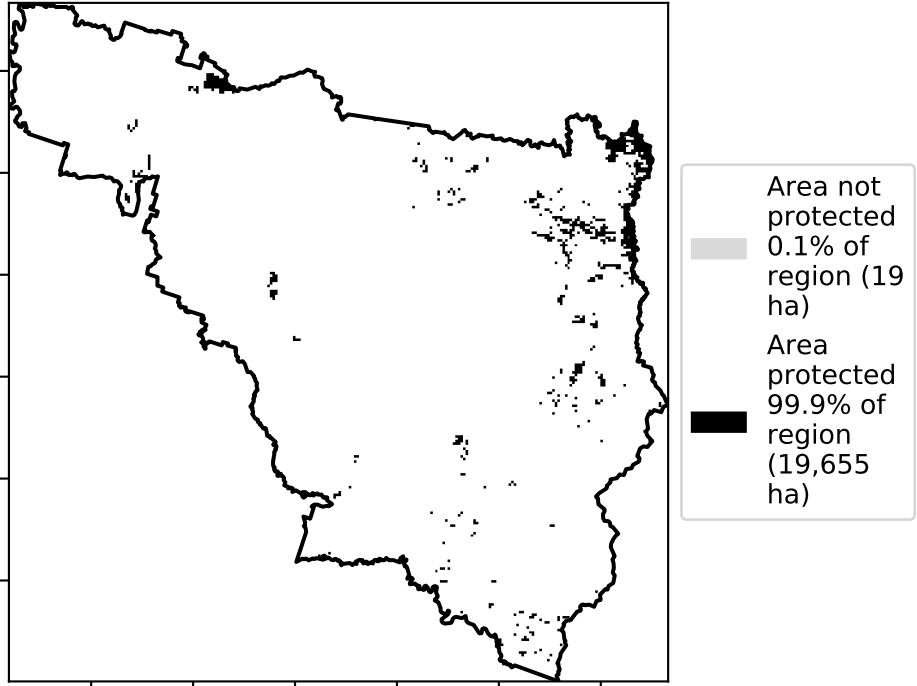 Area not
protected
0.1% of
region (19
ha)
Area
protected
99.9% of
region
(19,655
ha)